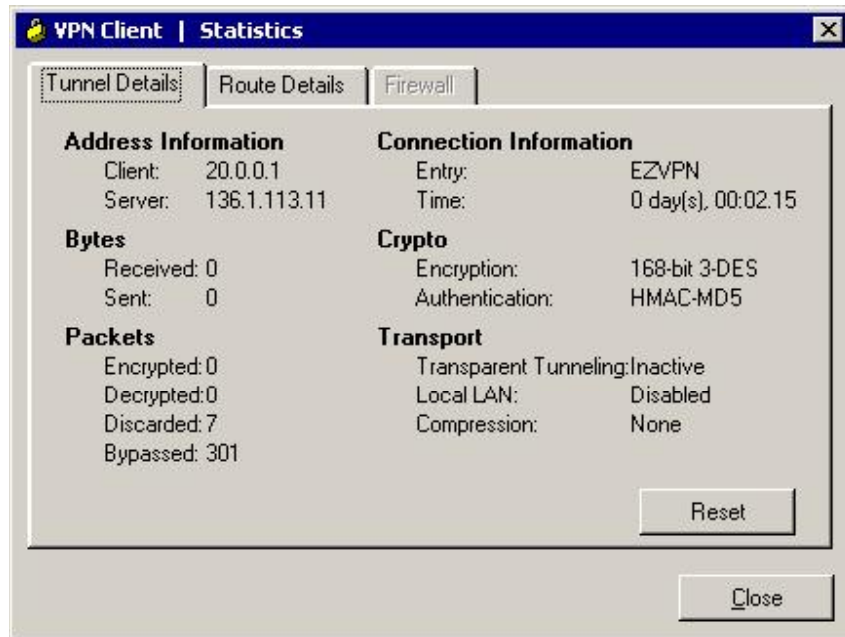 VPN Client | Statistics
Tunnel Details
Route Details
Firewall
Address Information
Client: 20.0.0.1
Server: 136.1.113.11
Connection Information
Entry: EZVPN
Time: 0 day(s), 00:02.15
Bytes
Received: 0
Sent: 0
Crypto
Encryption: 168-bit 3-DES
Authentication: HMAC-MD5
Packets
Encrypted: 0
Decrypted: 0
Discarded: 7
Bypassed: 301
Transport
Transparent Tunneling: Inactive
Local LAN: Disabled
Compression: None
Reset
Close